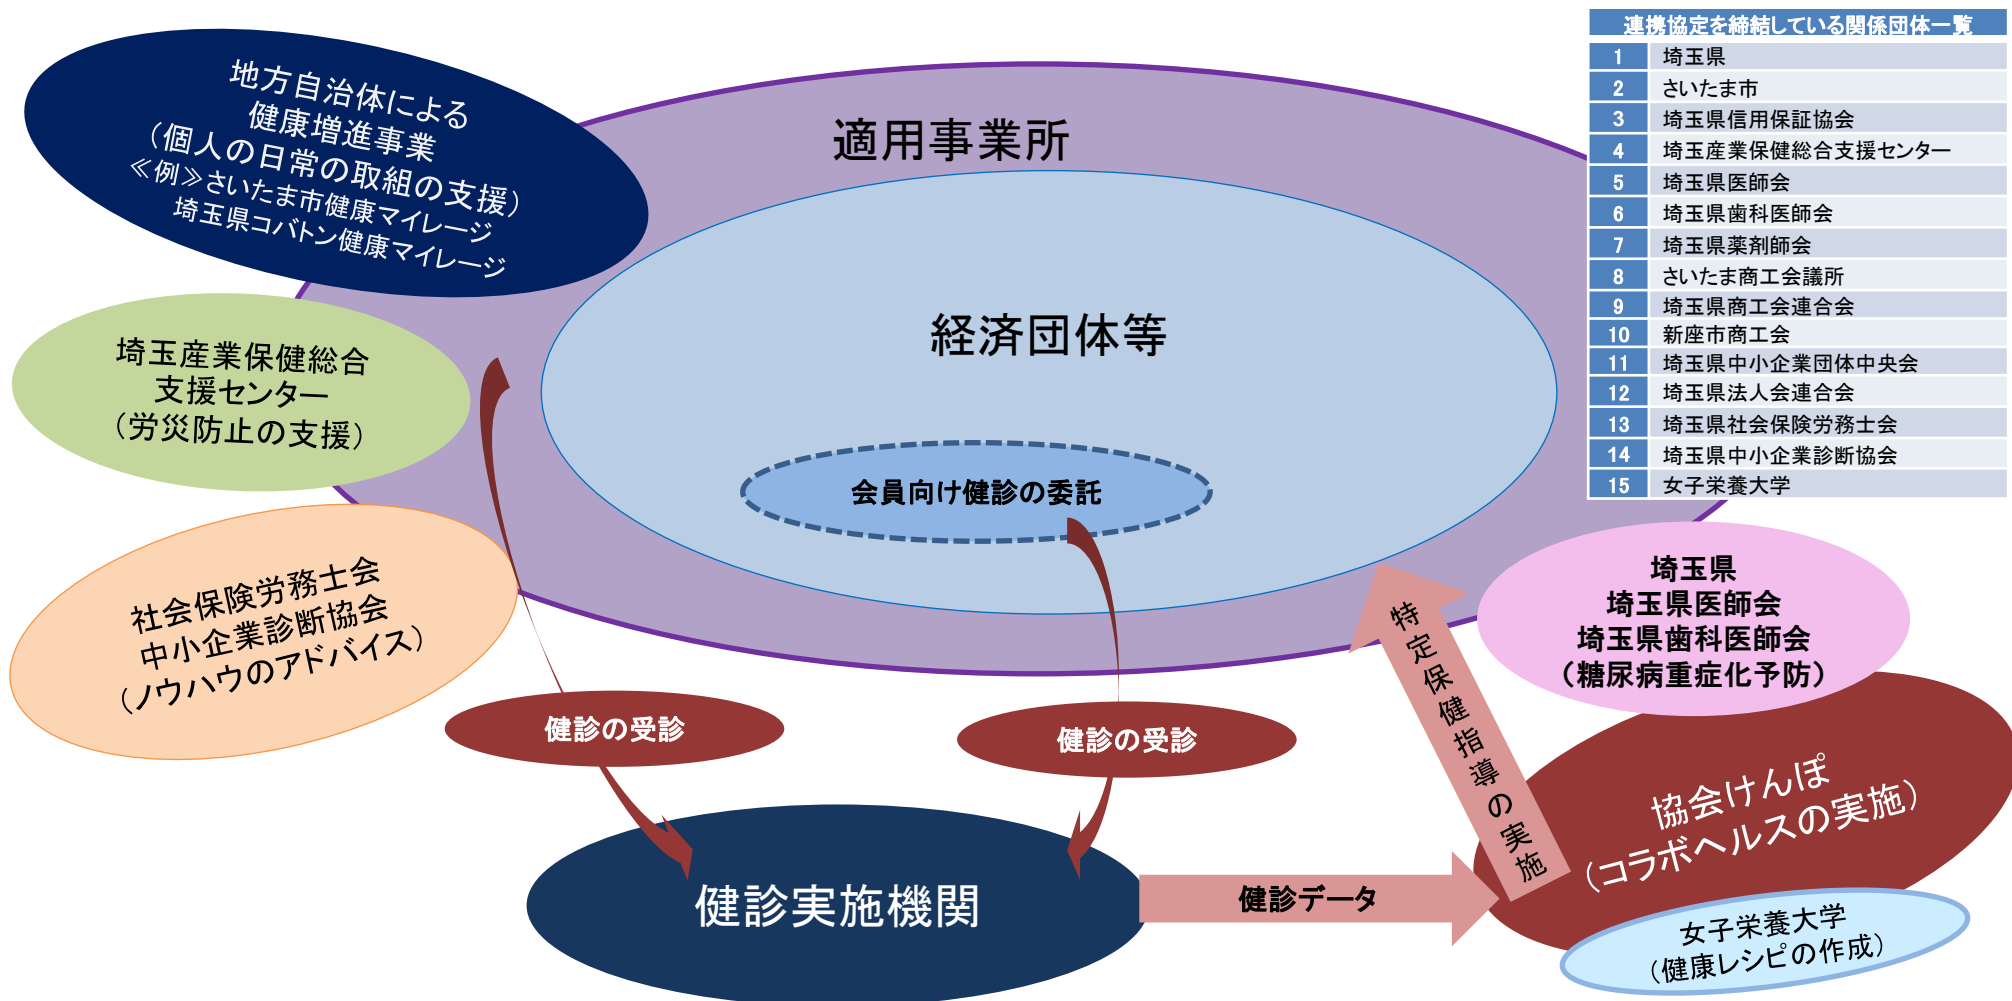 地方自治体による
健康増進事業
（個人の日常の取組の支援）
≪例≫さいたま市健康マイレージ
埼玉県コバトン健康マイレージ
適用事業所
経済団体等
会員向け健診の委託
埼玉産業保健総合
支援センター
（労災防止の支援）
社会保険労務士会
中小企業診断協会
（ノウハウのアドバイス）
健診の受診
健診の受診
健診実施機関
健診データ
特定保健指導の実施
連携協定を締結している関係団体一覧
1 埼玉県
2 さいたま市
3 埼玉県信用保証協会
4 埼玉産業保健総合支援センター
5 埼玉県医師会
6 埼玉県歯科医師会
7 埼玉県薬剤師会
8 さいたま商工会議所
9 埼玉県商工会連合会
10 新座市商工会
11 埼玉県中小企業団体中央会
12 埼玉県法人会連合会
13 埼玉県社会保険労務士会
14 埼玉県中小企業診断協会
15 女子栄養大学
埼玉県
埼玉県医師会
埼玉県歯科医師会
（糖尿病重症化予防）
協会けんぽ
（コラボヘルスの実施）
女子栄養大学
（健康レシピの作成）